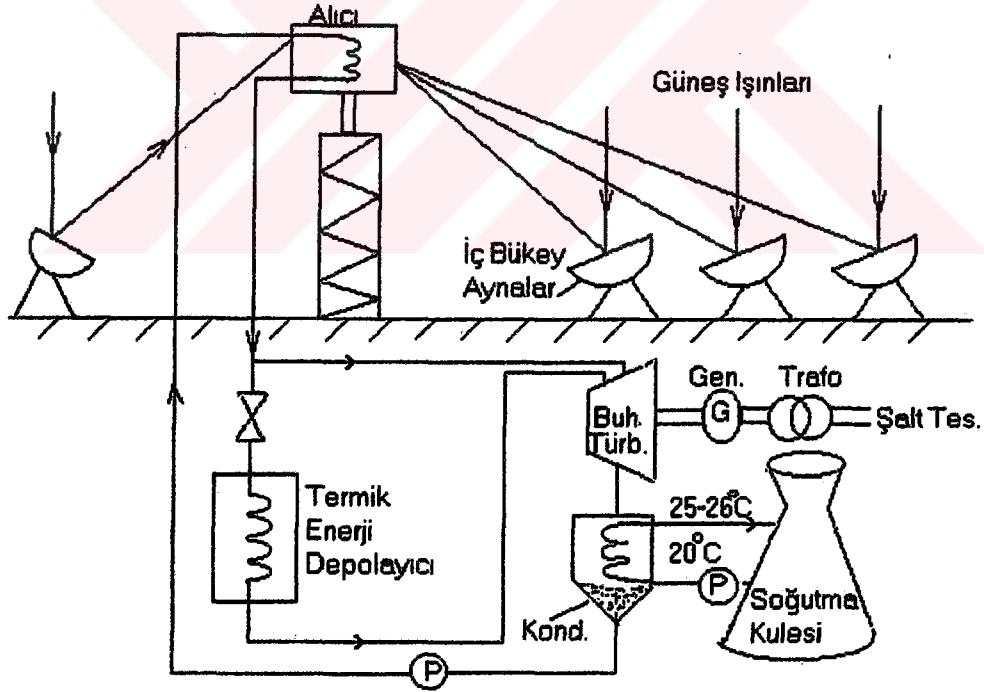 Alıcı
Güneş Işınları
İç Bükey
Aynalar
Gen.
Trafo
G
Buh.
Türb.
Şalt Tes.
Termik
Enerji
Depolayıcı
25-26°C
20°C
P
Soğutma
Kulesi
Kond.
P